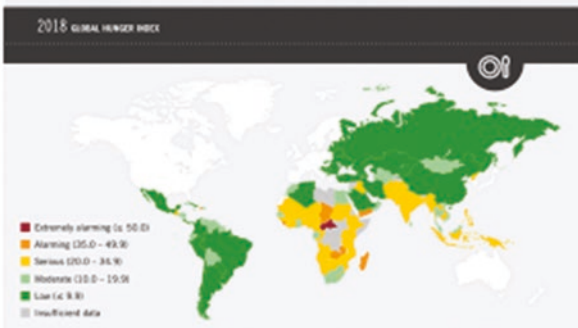 2018 GLOBAL HUNGER INDEX
Extremely alarming (≤ 50.0)
Alarming (35.0 – 49.9)
Serious (20.0 – 34.9)
Moderate (10.0 – 19.9)
Low (≤ 9.9)
Insufficient data